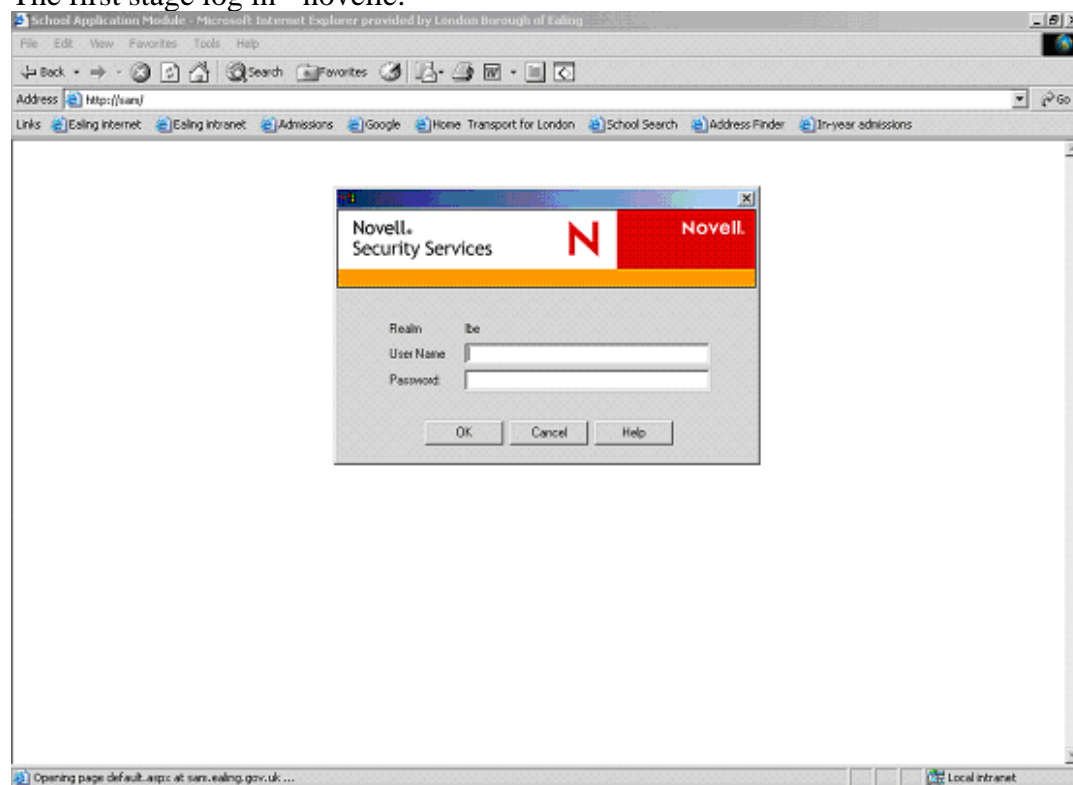 The first stage log in - novelle.
School Application Module - Microsoft Internet Explorer provided by London Borough of Ealing
File Edit View Favorites Tools Help
Back Search Favorites
Address http://sam/ Go
Links Ealing internet Ealing intranet Admissions Google Home Transport for London School Search Address Finder In-year admissions
Novell.
Security Services
N
Novell.
Realm lbe
User Name
Password:
OK Cancel Help
Opening page default.aspx at sam.ealing.gov.uk ... Local intranet